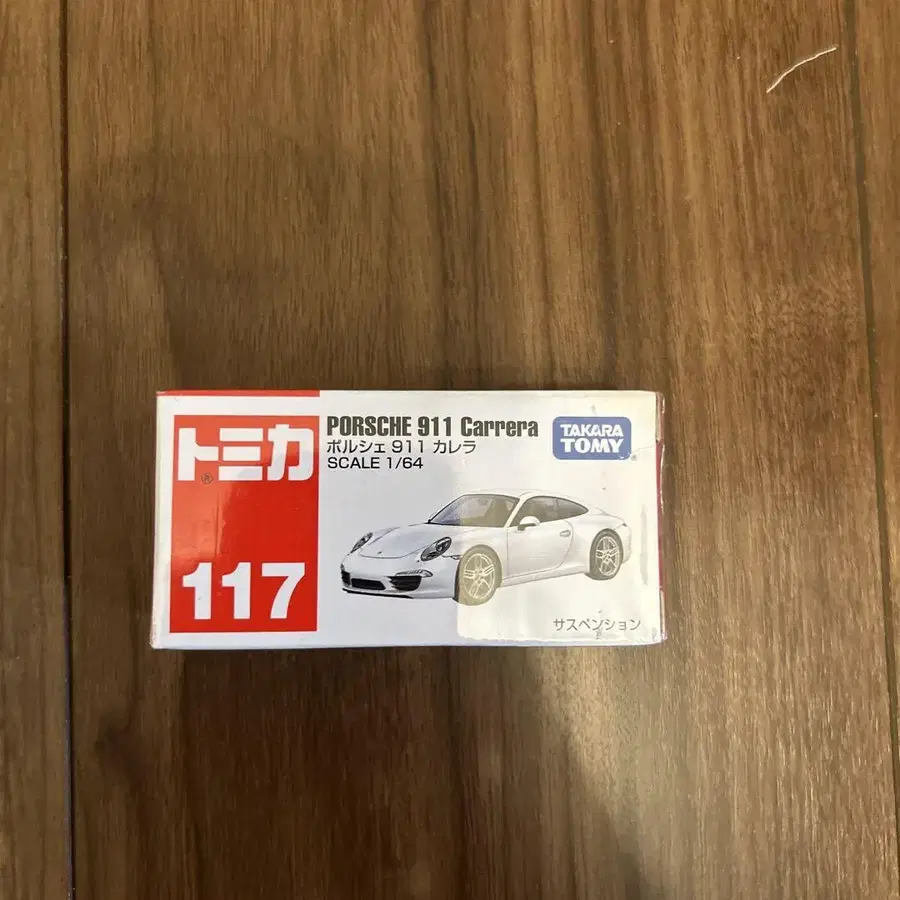 トミカ
®
117
PORSCHE 911 Carrera
ポルシェ 911 カレラ
SCALE 1/64
TAKARA
TOMY
サスペンション